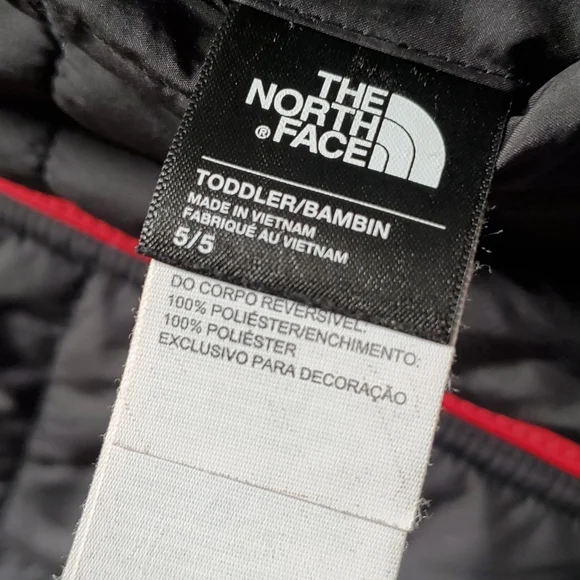 THE
NORTH
® FACE
TODDLER/BAMBIN
MADE IN VIETNAM
FABRIQUÉ AU VIETNAM
5/5
DO CORPO REVERSÍVEL:
100% POLIÉSTER/ENCHIMENTO:
100% POLIÉSTER
EXCLUSIVO PARA DECORAÇÃO